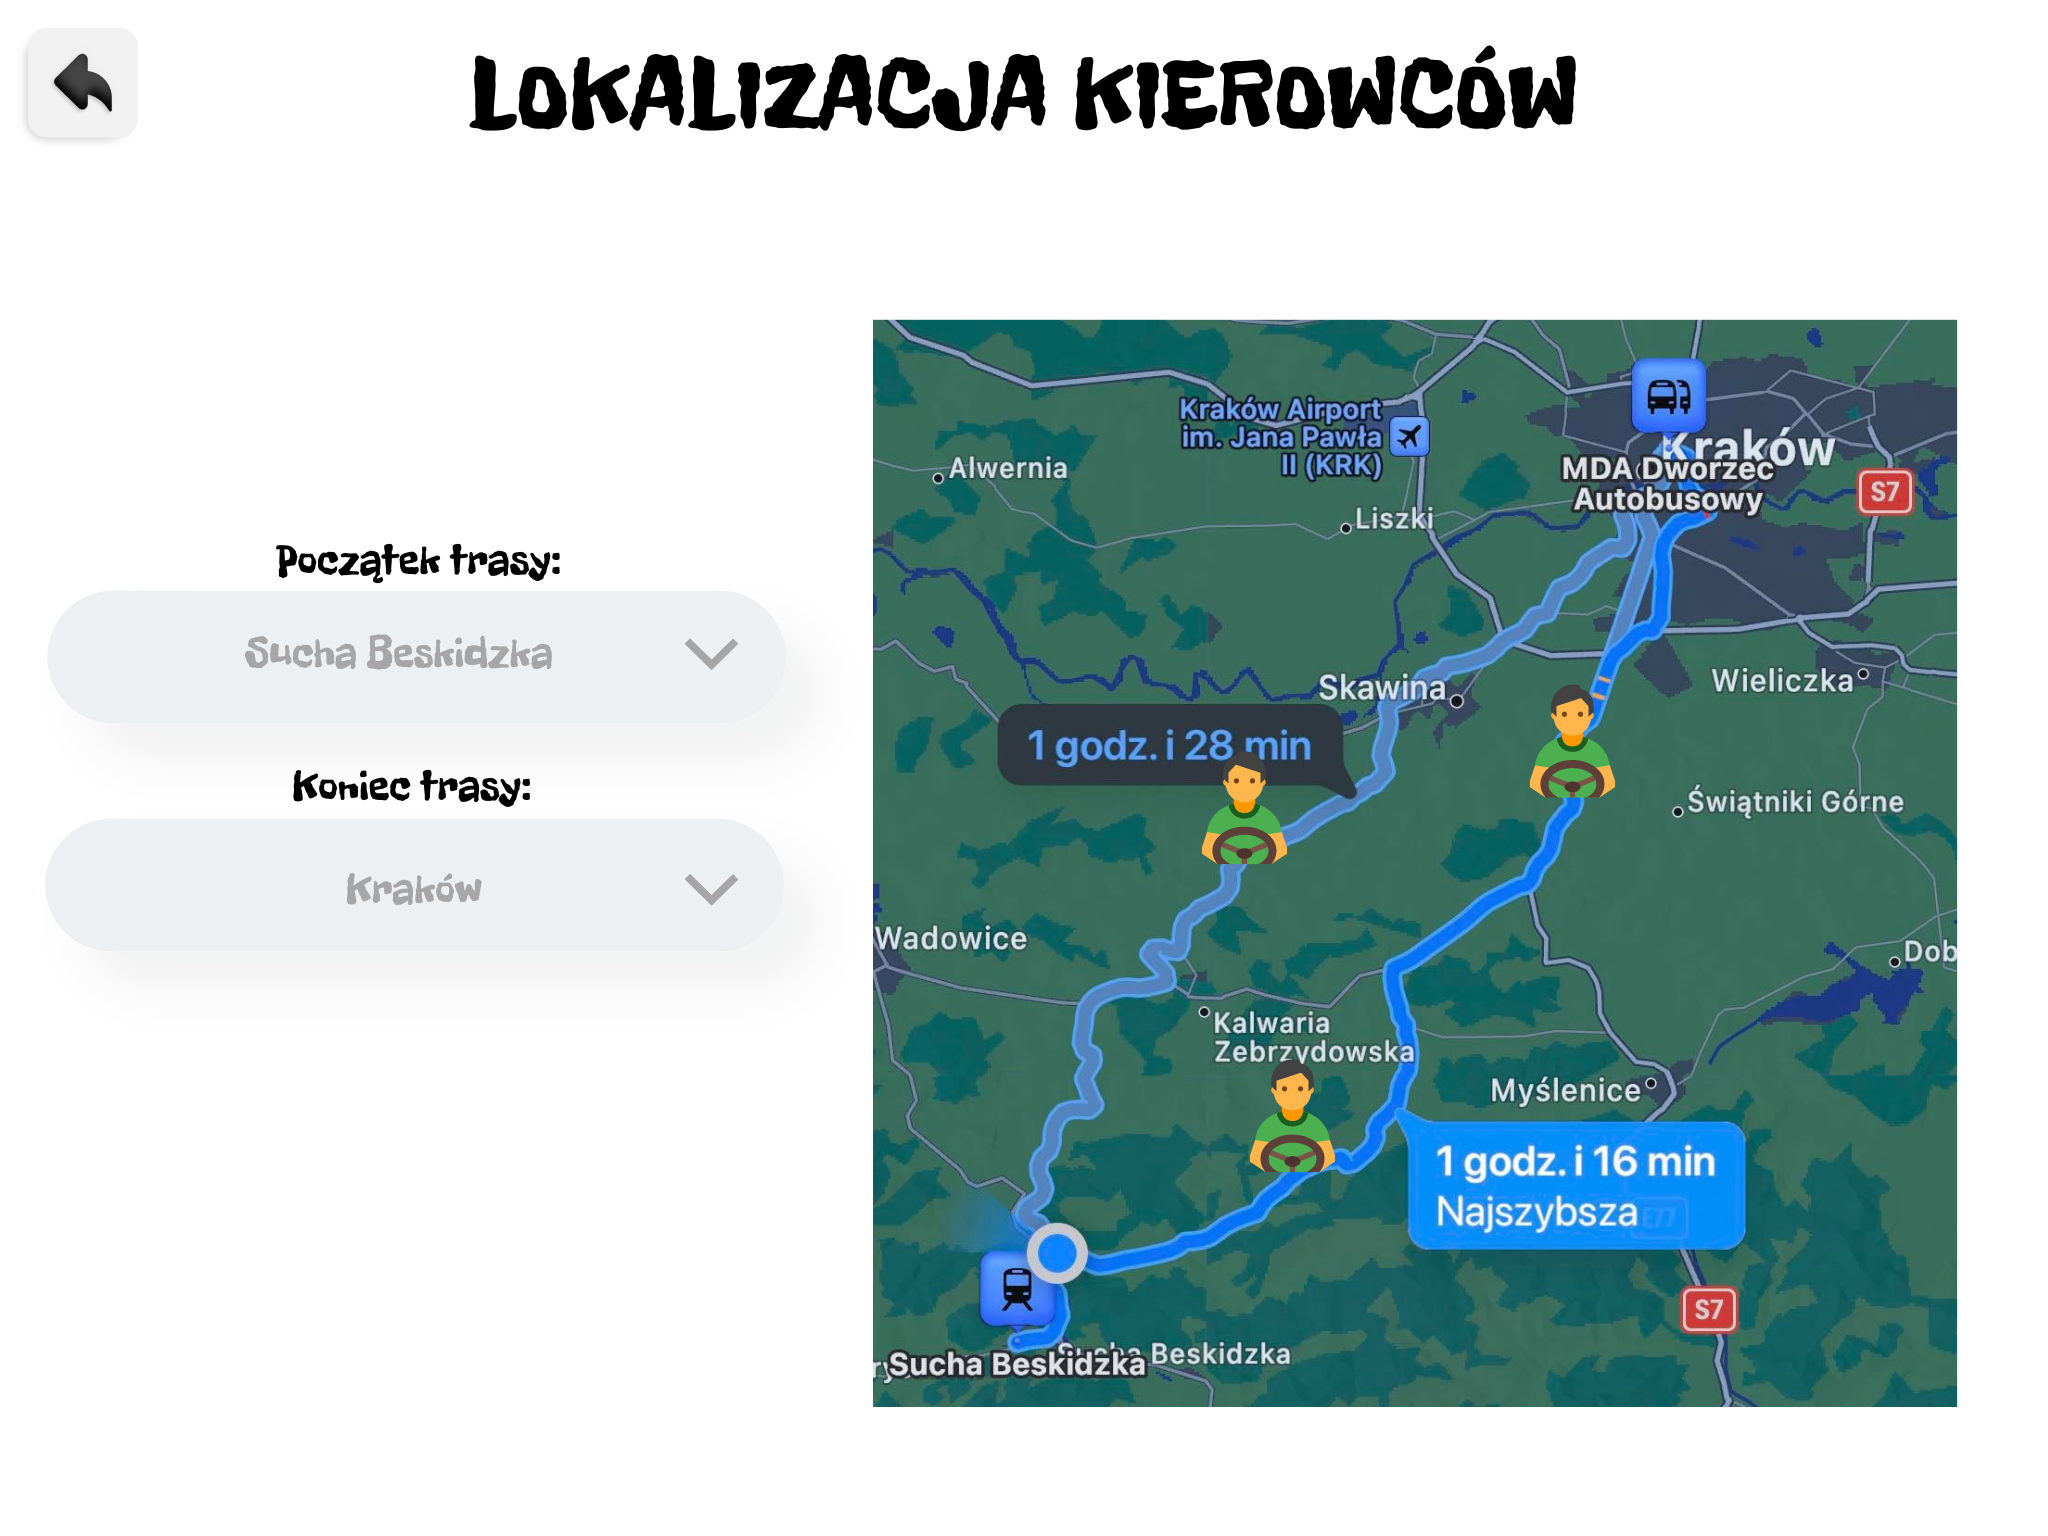 LOKALIZACJA KIEROWCÓW
Początek trasy:
Sucha Beskidzka
Koniec trasy:
Kraków
Kraków Airport
im. Jana Pawła
II (KRK)
Alwernia
Liszki
Kraków
MDA Dworzec
Autobusowy
S7
Skawina
Wieliczka
1 godz. i 28 min
Świątniki Górne
Wadowice
Dob
Kalwaria
Zebrzydowska
Myślenice
1 godz. i 16 min
Najszybsza
E77
S7
Sucha Beskidzka
Sucha Beskidzka